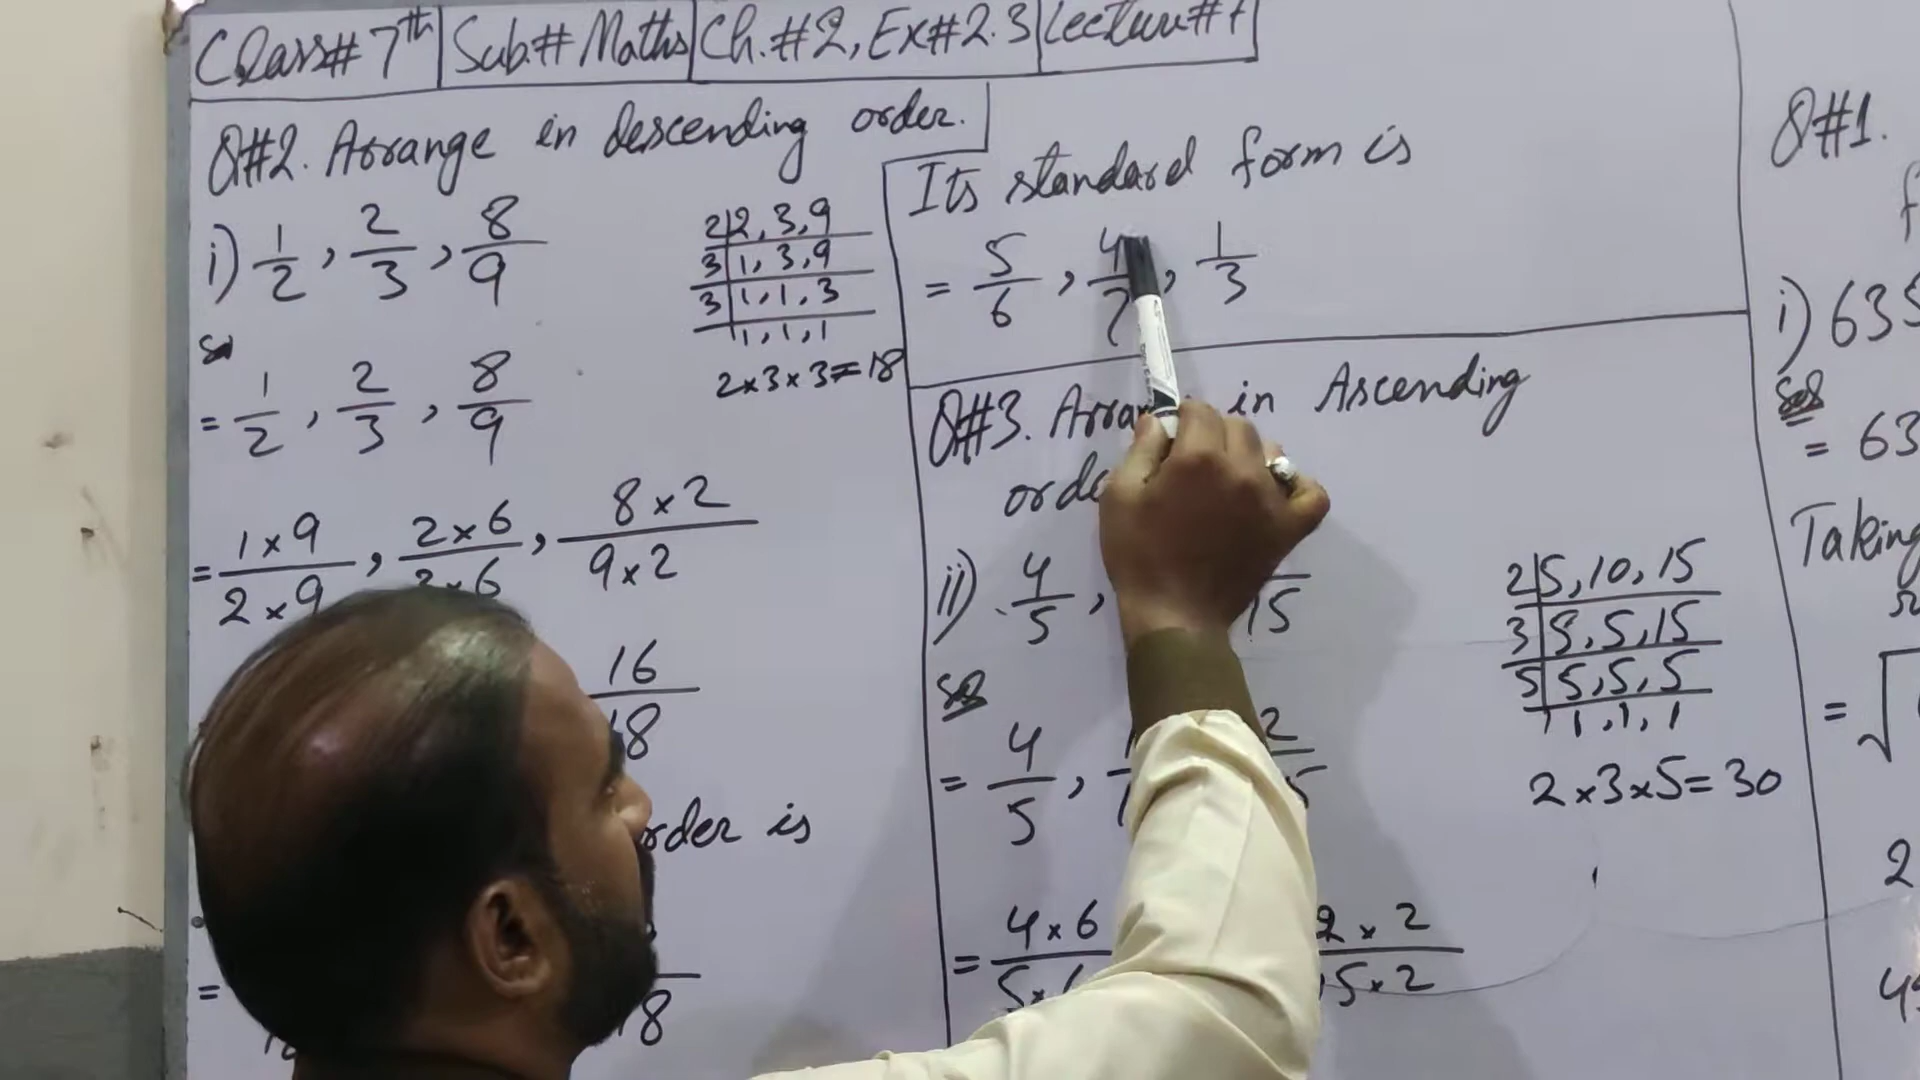 Class# 7th | Sub:# Maths | Ch.#2, Ex#2.3 | Lecture#1
Q#2. Arrange in descending order.
i) 1/2, 2/3, 8/9
Sol
= 1/2, 2/3, 8/9
= 1×9/2×9, 2×6/3×6, 8×2/9×2
16/18
order is
=
18
2|2,3,9
3|1,3,9
3|1,1,3
1,1,1
2×3×3=18
Its standard form is
= 5/6, 4/7, 1/3
Q#3. Arrange in Ascending
order
ii) 4/5, /15
Sol
= 4/5, 2/15
= 4×6/5×6 2×2/15×2
2|5,10,15
3|5,5,15
5|5,5,5
1,1,1
2×3×5=30
Q#1.
i) 635
Sol
= 63
Taking
= √
2